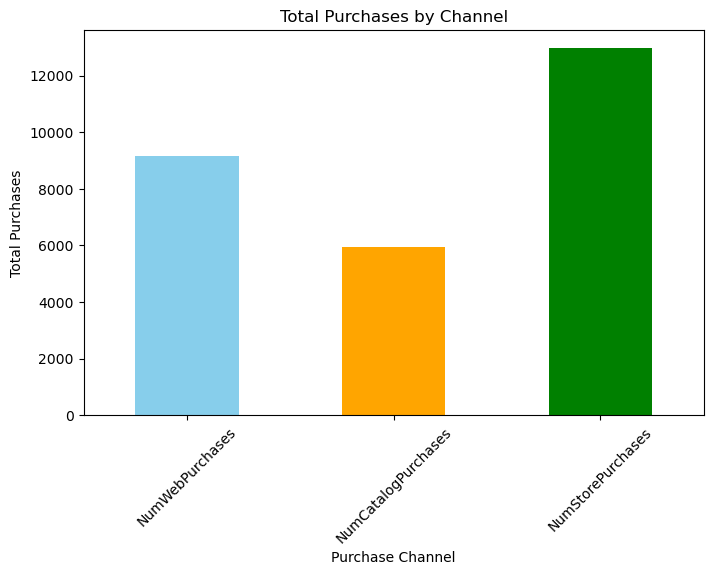 Total Purchases by Channel
Total Purchases
12000
10000
8000
6000
4000
2000
0
NumWebPurchases
NumCatalogPurchases
NumStorePurchases
Purchase Channel